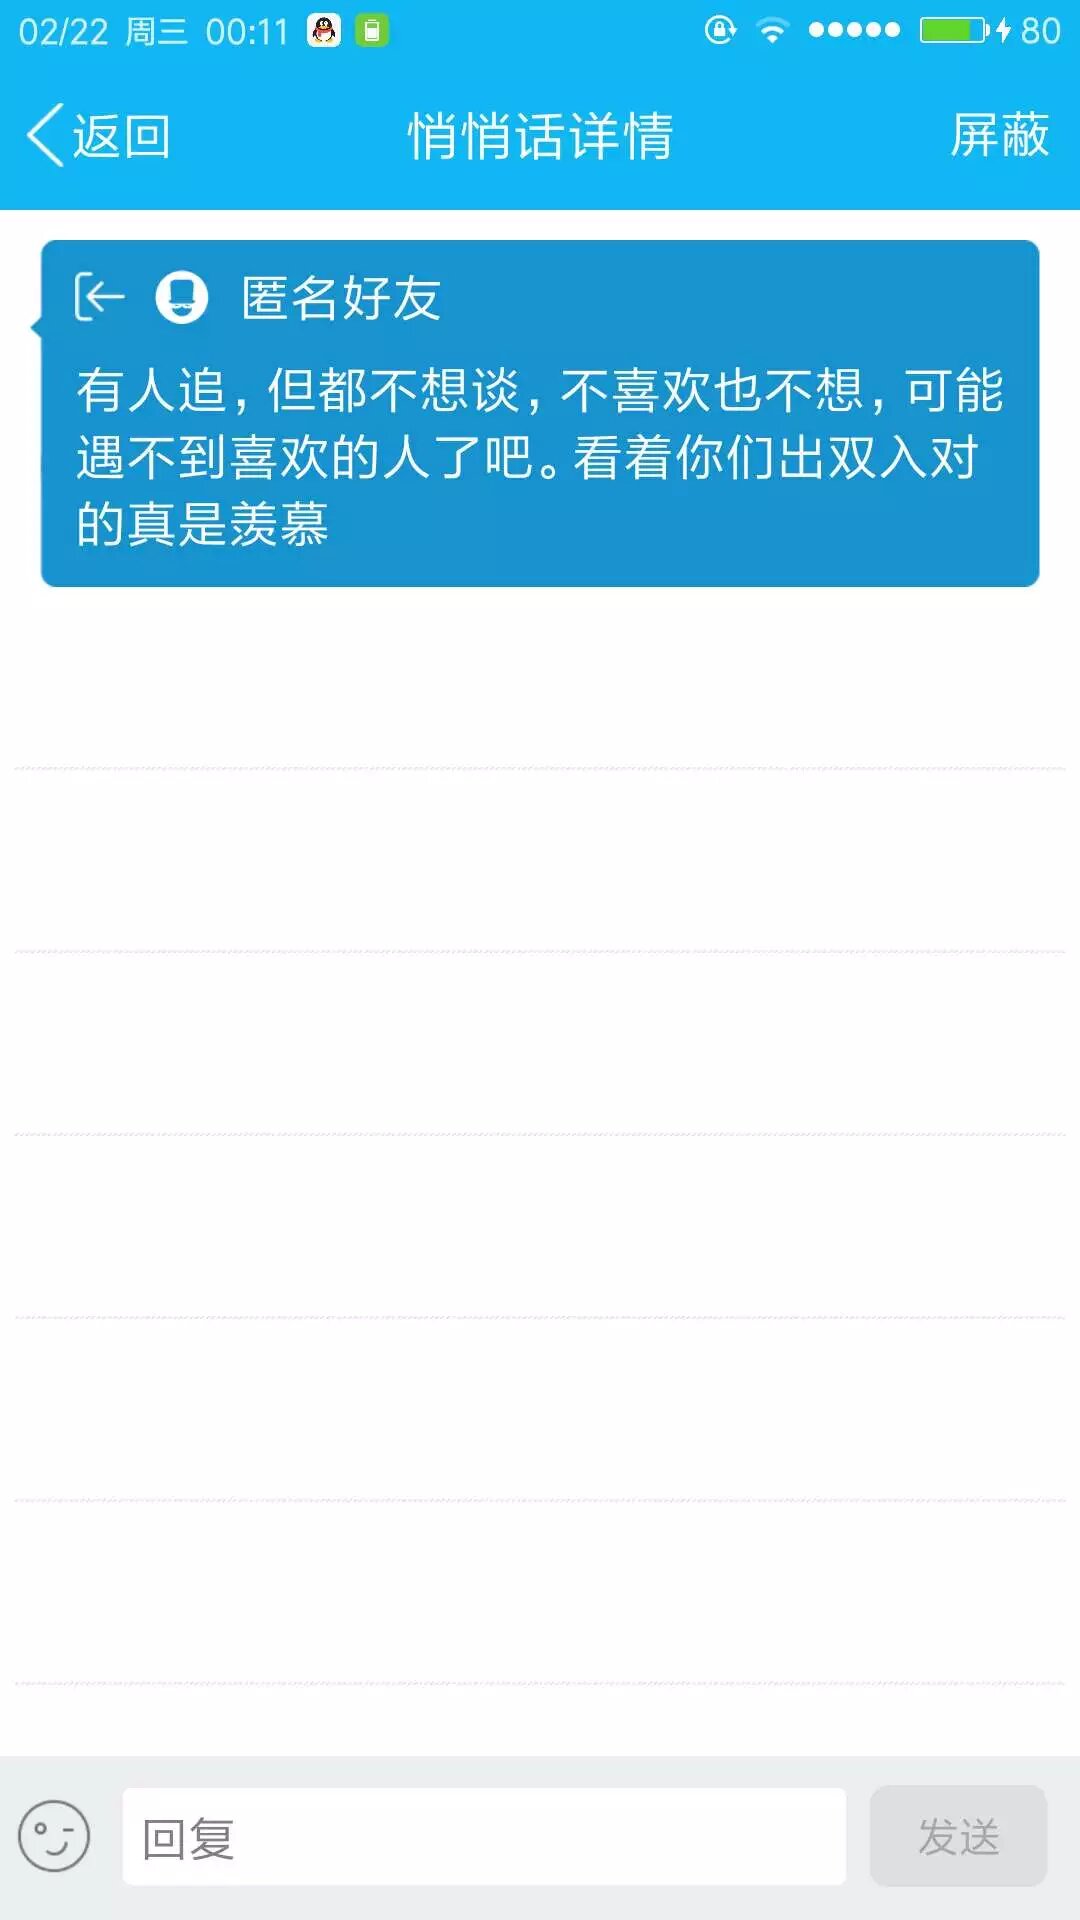 02/22 周三 00:11 80
返回 悄悄话详情 屏蔽
匿名好友
有人追，但都不想谈，不喜欢也不想，可能
遇不到喜欢的人了吧。看着你们出双入对
的真是羡慕
回复 发送